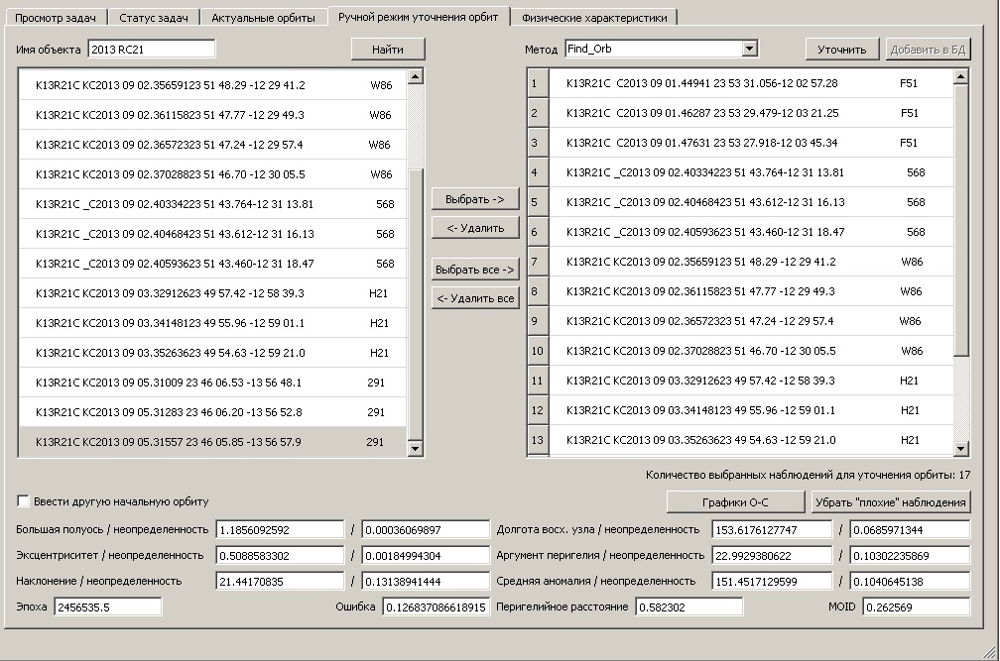 Просмотр задач Статус задач Актуальные орбиты Ручной режим уточнения орбит Физические характеристики
Имя объекта 2013 RC21 Найти
K13R21C KC2013 09 02.35659123 51 48.29 -12 29 41.2 W86
K13R21C KC2013 09 02.36115823 51 47.77 -12 29 49.3 W86
K13R21C KC2013 09 02.36572323 51 47.24 -12 29 57.4 W86
K13R21C KC2013 09 02.37028823 51 46.70 -12 30 05.5 W86
K13R21C _C2013 09 02.40334223 51 43.764-12 31 13.81 568
K13R21C _C2013 09 02.40468423 51 43.612-12 31 16.13 568
K13R21C _C2013 09 02.40593623 51 43.460-12 31 18.47 568
K13R21C KC2013 09 03.32912623 49 57.42 -12 58 39.3 H21
K13R21C KC2013 09 03.34148123 49 55.96 -12 59 01.1 H21
K13R21C KC2013 09 03.35263623 49 54.63 -12 59 21.0 H21
K13R21C KC2013 09 05.31009 23 46 06.53 -13 56 48.1 291
K13R21C KC2013 09 05.31283 23 46 06.20 -13 56 52.8 291
K13R21C KC2013 09 05.31557 23 46 05.85 -13 56 57.9 291
Выбрать ->
<- Удалить
Выбрать все ->
<- Удалить все
Метод Find_Orb Уточнить Добавить в БД
1 K13R21C C2013 09 01.44941 23 53 31.056-12 02 57.28 F51
2 K13R21C C2013 09 01.46287 23 53 29.479-12 03 21.25 F51
3 K13R21C C2013 09 01.47631 23 53 27.918-12 03 45.34 F51
4 K13R21C _C2013 09 02.40334223 51 43.764-12 31 13.81 568
5 K13R21C _C2013 09 02.40468423 51 43.612-12 31 16.13 568
6 K13R21C _C2013 09 02.40593623 51 43.460-12 31 18.47 568
7 K13R21C KC2013 09 02.35659123 51 48.29 -12 29 41.2 W86
8 K13R21C KC2013 09 02.36115823 51 47.77 -12 29 49.3 W86
9 K13R21C KC2013 09 02.36572323 51 47.24 -12 29 57.4 W86
10 K13R21C KC2013 09 02.37028823 51 46.70 -12 30 05.5 W86
11 K13R21C KC2013 09 03.32912623 49 57.42 -12 58 39.3 H21
12 K13R21C KC2013 09 03.34148123 49 55.96 -12 59 01.1 H21
13 K13R21C KC2013 09 03.35263623 49 54.63 -12 59 21.0 H21
Количество выбранных наблюдений для уточнения орбиты: 17
Ввести другую начальную орбиту Графики O-C Убрать "плохие" наблюдения
Большая полуось / неопределенность 1.1856092592 / 0.00036069897 Долгота восх. узла / неопределенность 153.6176127747 / 0.0685971344
Эксцентриситет / неопределенность 0.5088583302 / 0.00184994304 Аргумент перигелия / неопределенность 22.9929380622 / 0.10302235869
Наклонение / неопределенность 21.44170835 / 0.13138941444 Средняя аномалия / неопределенность 151.4517129599 / 0.1040645138
Эпоха 2456535.5 Ошибка 0.126837086618915 Перигелийное расстояние 0.582302 MOID 0.262569